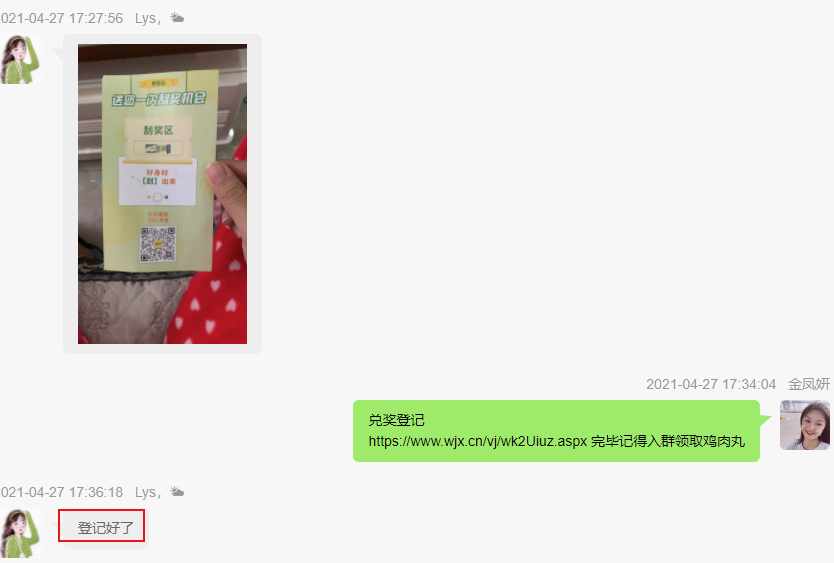 021-04-27 17:27:56 Lys，
送您一次刮奖机会
刮奖区
好身材
【刮】出来
2021-04-27 17:34:04 金凤妍
兑奖登记
https://www.wjx.cn/vj/wk2Uiuz.aspx 完毕记得入群领取鸡肉丸
021-04-27 17:36:18 Lys，
登记好了